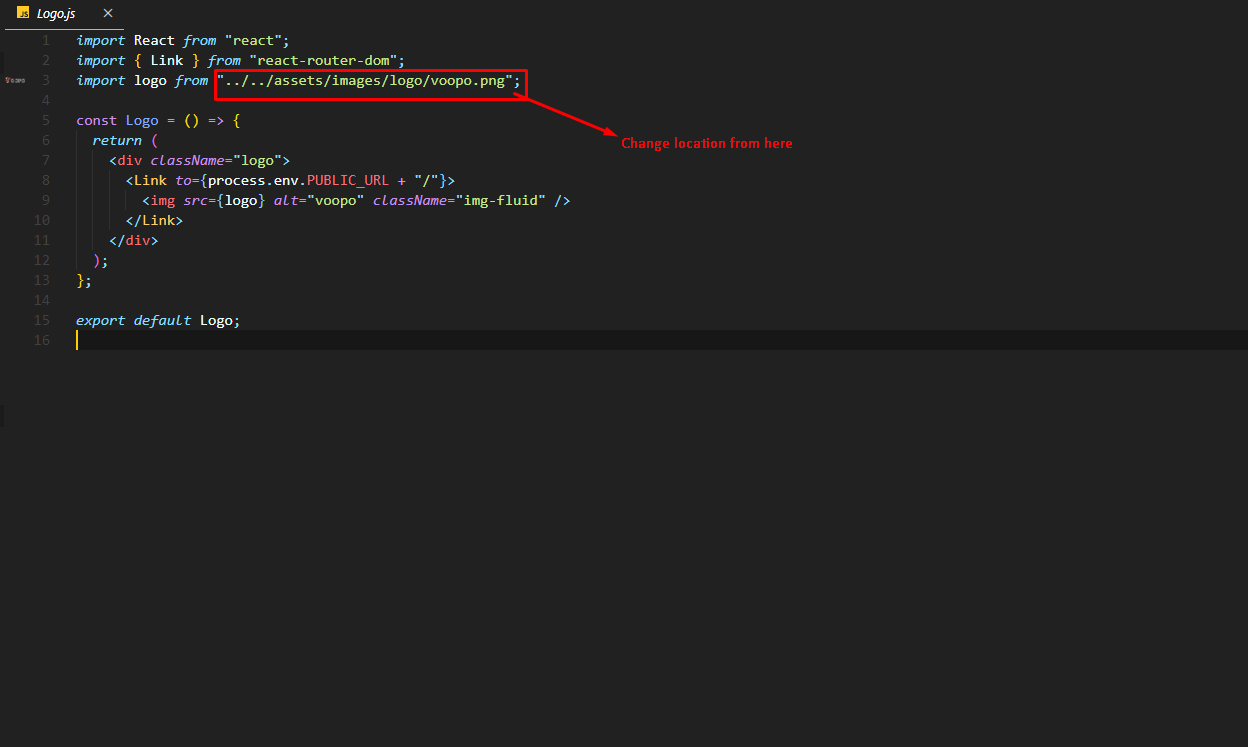 JS Logo.js ×
1 import React from "react";
2 import { Link } from "react-router-dom";
VOOPO 3 import logo from "../../assets/images/logo/voopo.png";
4
Change location from here
5 const Logo = () => {
6 return (
7 <div className="logo">
8 <Link to={process.env.PUBLIC_URL + "/"}>
9 <img src={logo} alt="voopo" className="img-fluid" />
10 </Link>
11 </div>
12 );
13 };
14
15 export default Logo;
16